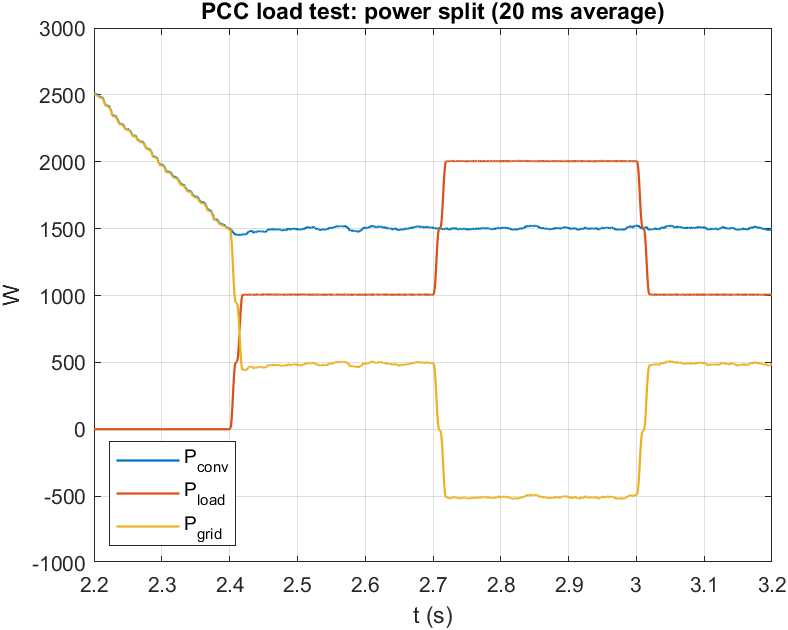 PCC load test: power split (20 ms average)
3000
2500
2000
1500
1000
500
0
-500
-1000
W
P_conv
P_load
P_grid
2.2 2.3 2.4 2.5 2.6 2.7 2.8 2.9 3 3.1 3.2
t (s)